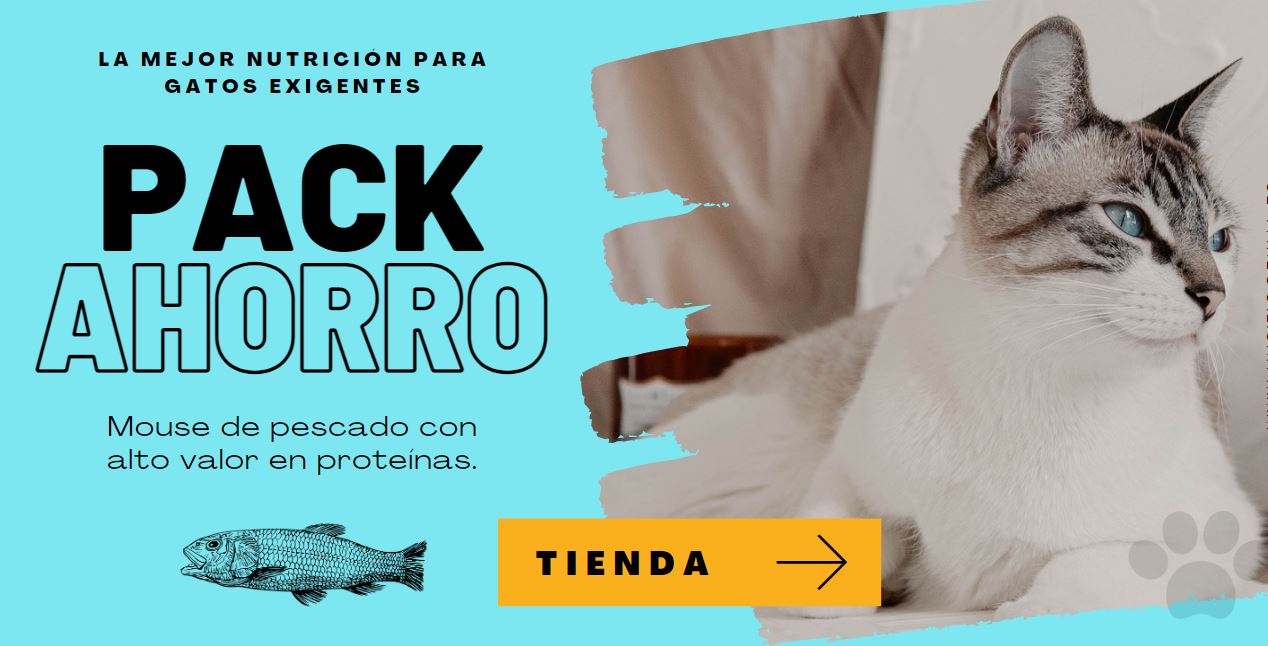 LA MEJOR NUTRICIÓN PARA
GATOS EXIGENTES
PACK
AHORRO
Mouse de pescado con
alto valor en proteínas.
TIENDA